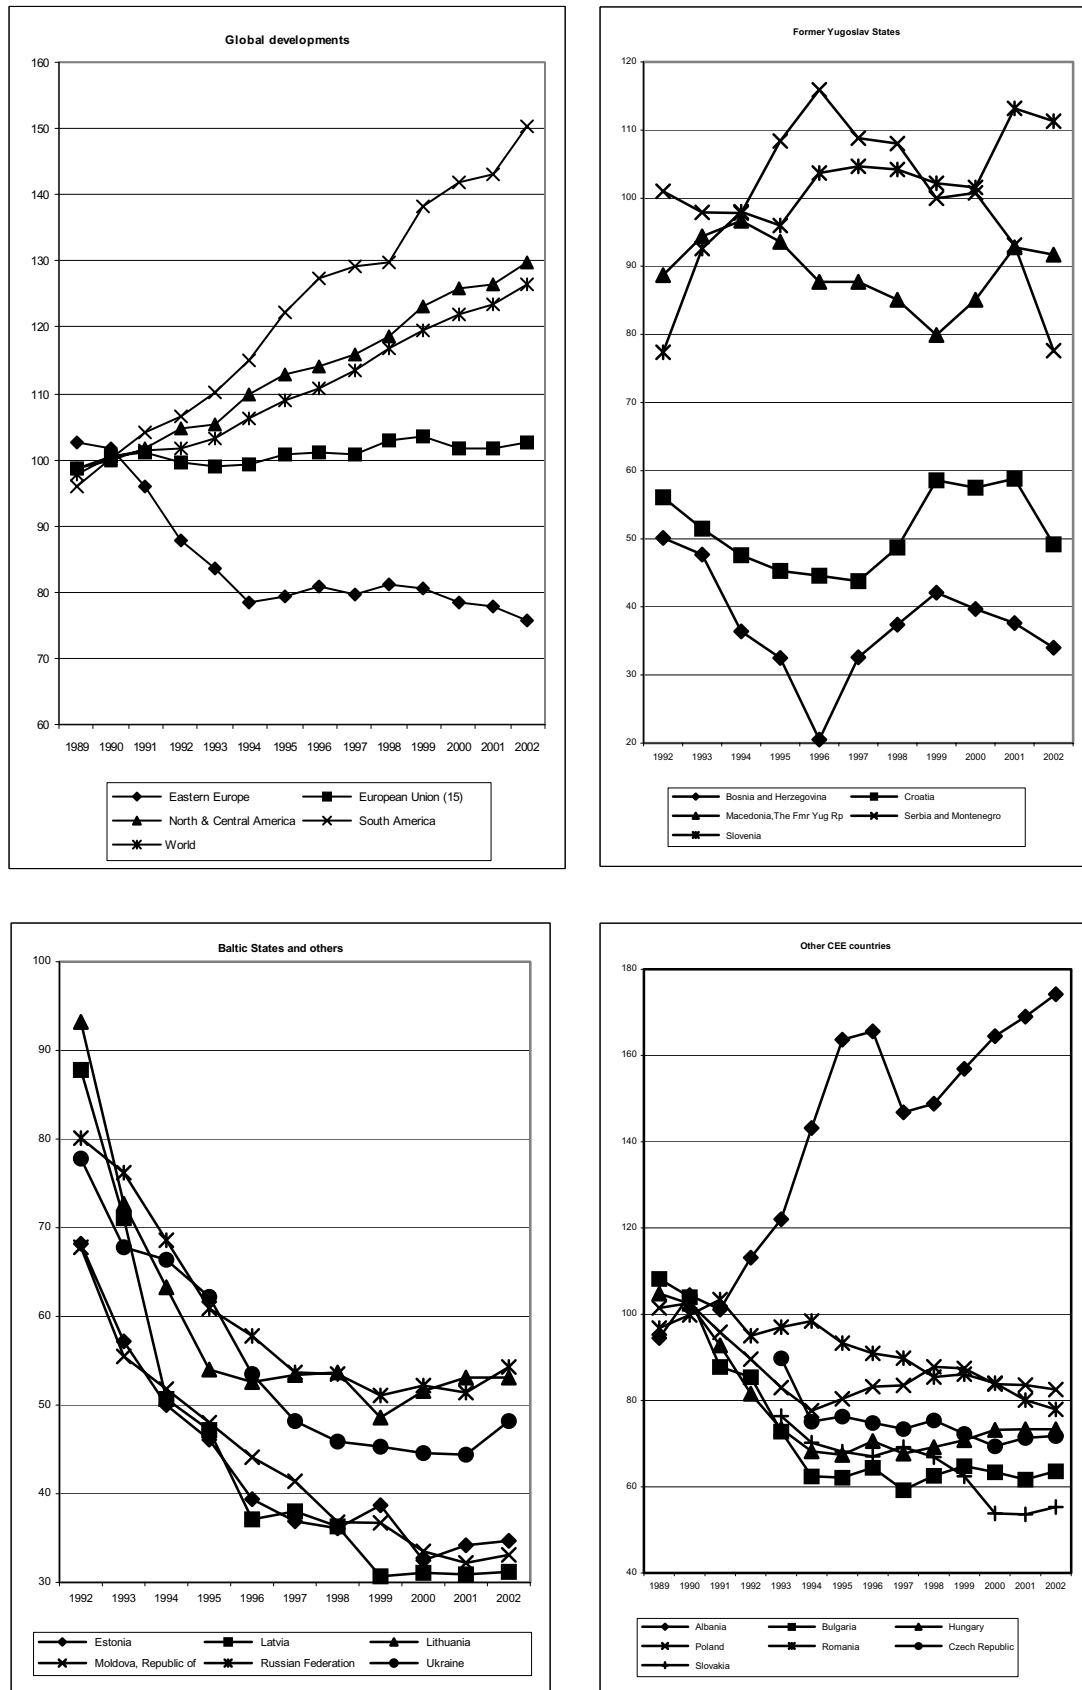 Global developments
160
150
140
130
120
110
100
90
80
70
60
1989 1990 1991 1992 1993 1994 1995 1996 1997 1998 1999 2000 2001 2002
Eastern Europe European Union (15)
North & Central America South America
World
Former Yugoslav States
120
110
100
90
80
70
60
50
40
30
20
1992 1993 1994 1995 1996 1997 1998 1999 2000 2001 2002
Bosnia and Herzegovina Croatia
Macedonia,The Fmr Yug Rp Serbia and Montenegro
Slovenia
Baltic States and others
100
90
80
70
60
50
40
30
1992 1993 1994 1995 1996 1997 1998 1999 2000 2001 2002
Estonia Latvia Lithuania
Moldova, Republic of Russian Federation Ukraine
Other CEE countries
180
160
140
120
100
80
60
40
1989 1990 1991 1992 1993 1994 1995 1996 1997 1998 1999 2000 2001 2002
Albania Bulgaria Hungary
Poland Romania Czech Republic
Slovakia